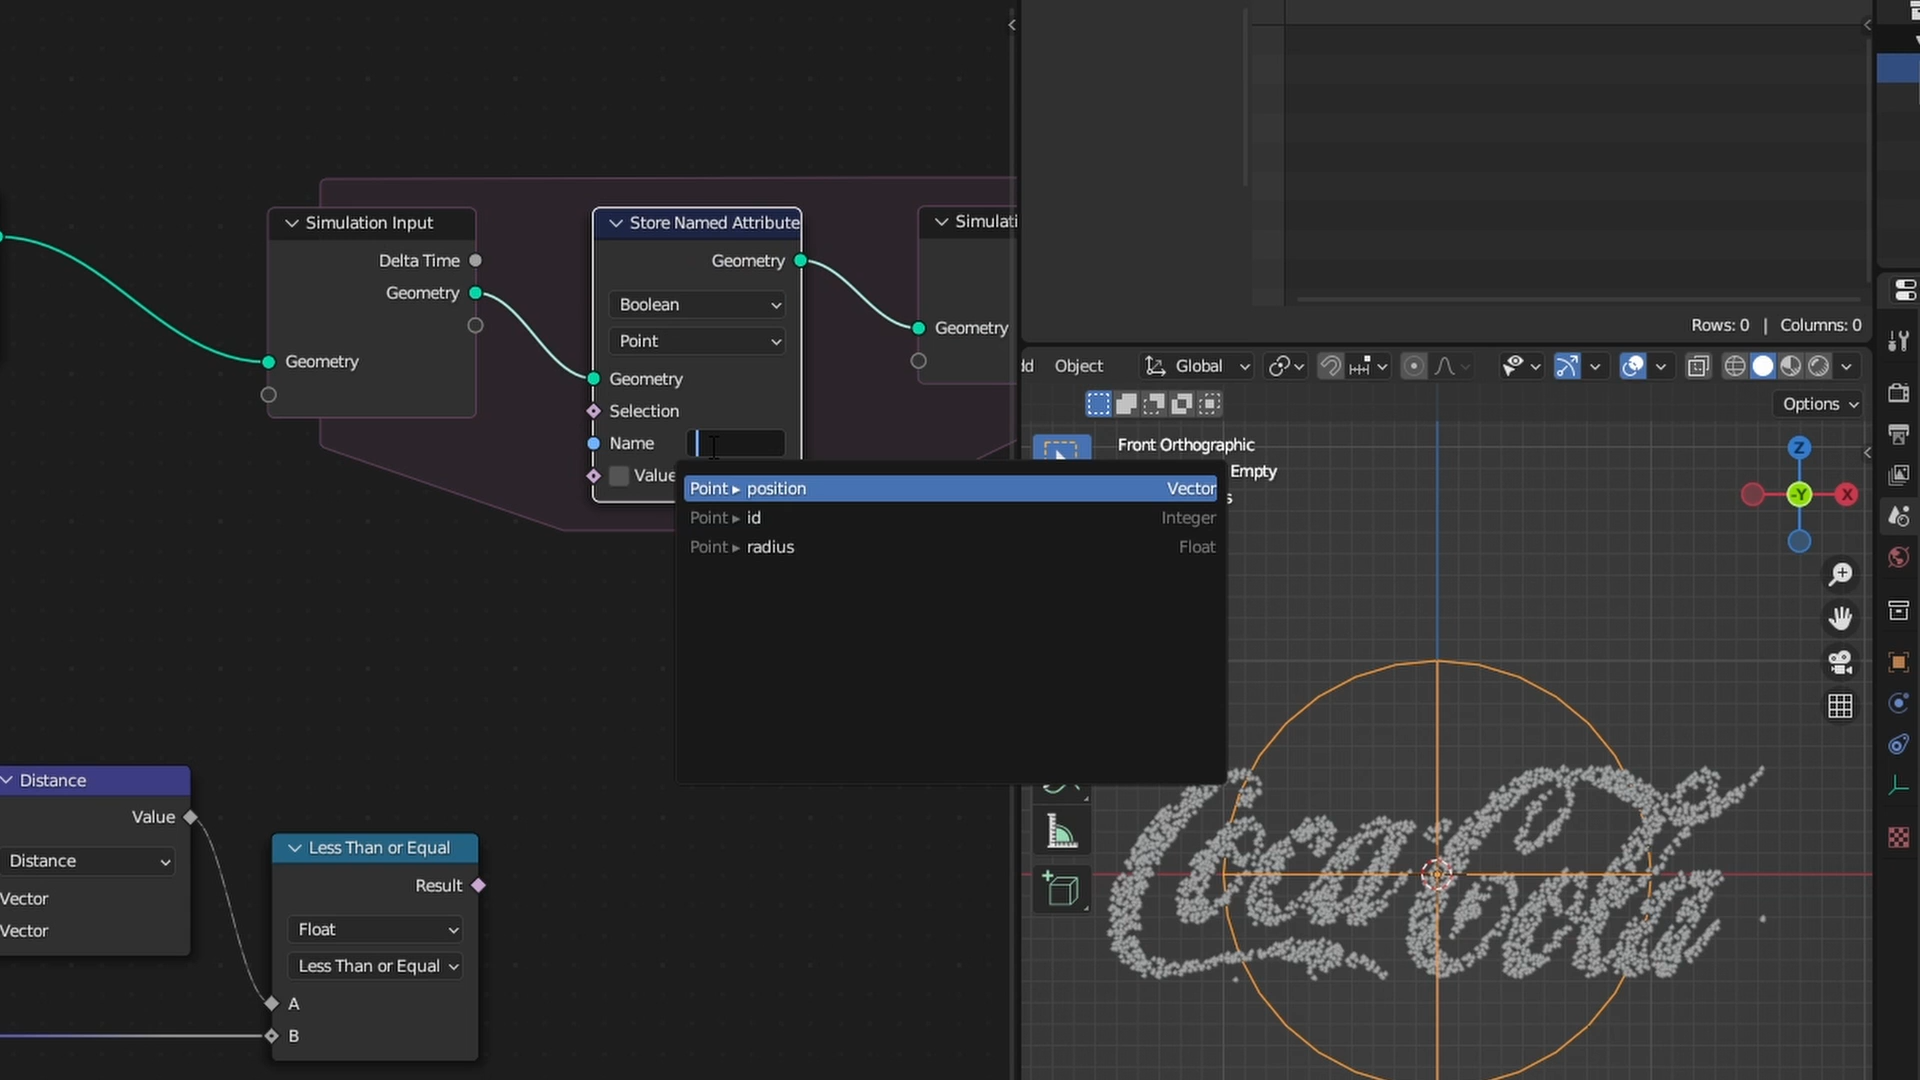 Simulation Input
Delta Time
Geometry
Geometry
Store Named Attribute
Geometry
Boolean
Point
Geometry
Selection
Name
Value
Simulati
Geometry
Point ▸ position Vector
Point ▸ id Integer
Point ▸ radius Float
Distance
Value
Distance
Vector
Vector
Less Than or Equal
Result
Float
Less Than or Equal
A
B
Rows: 0 | Columns: 0
dd Object Global
Options
Front Orthographic
Empty
s
Z
-Y
X
Coca Cola